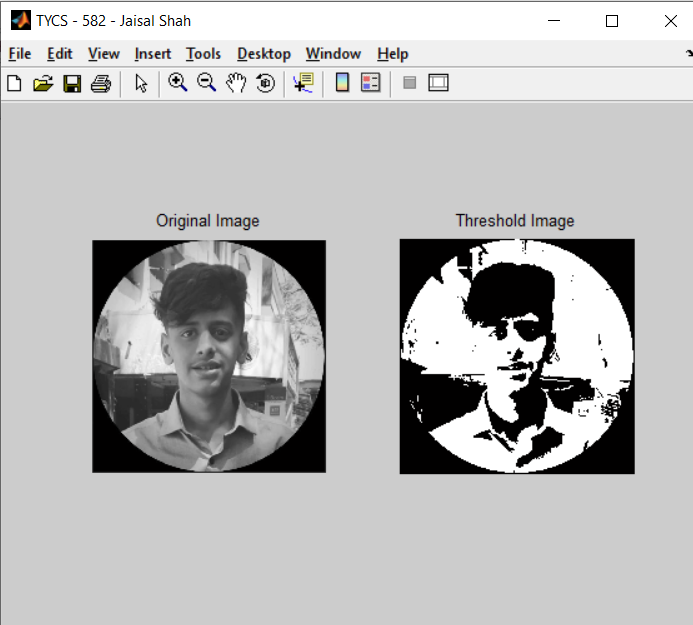 TYCS - 582 - Jaisal Shah
File Edit View Insert Tools Desktop Window Help
Original Image Threshold Image